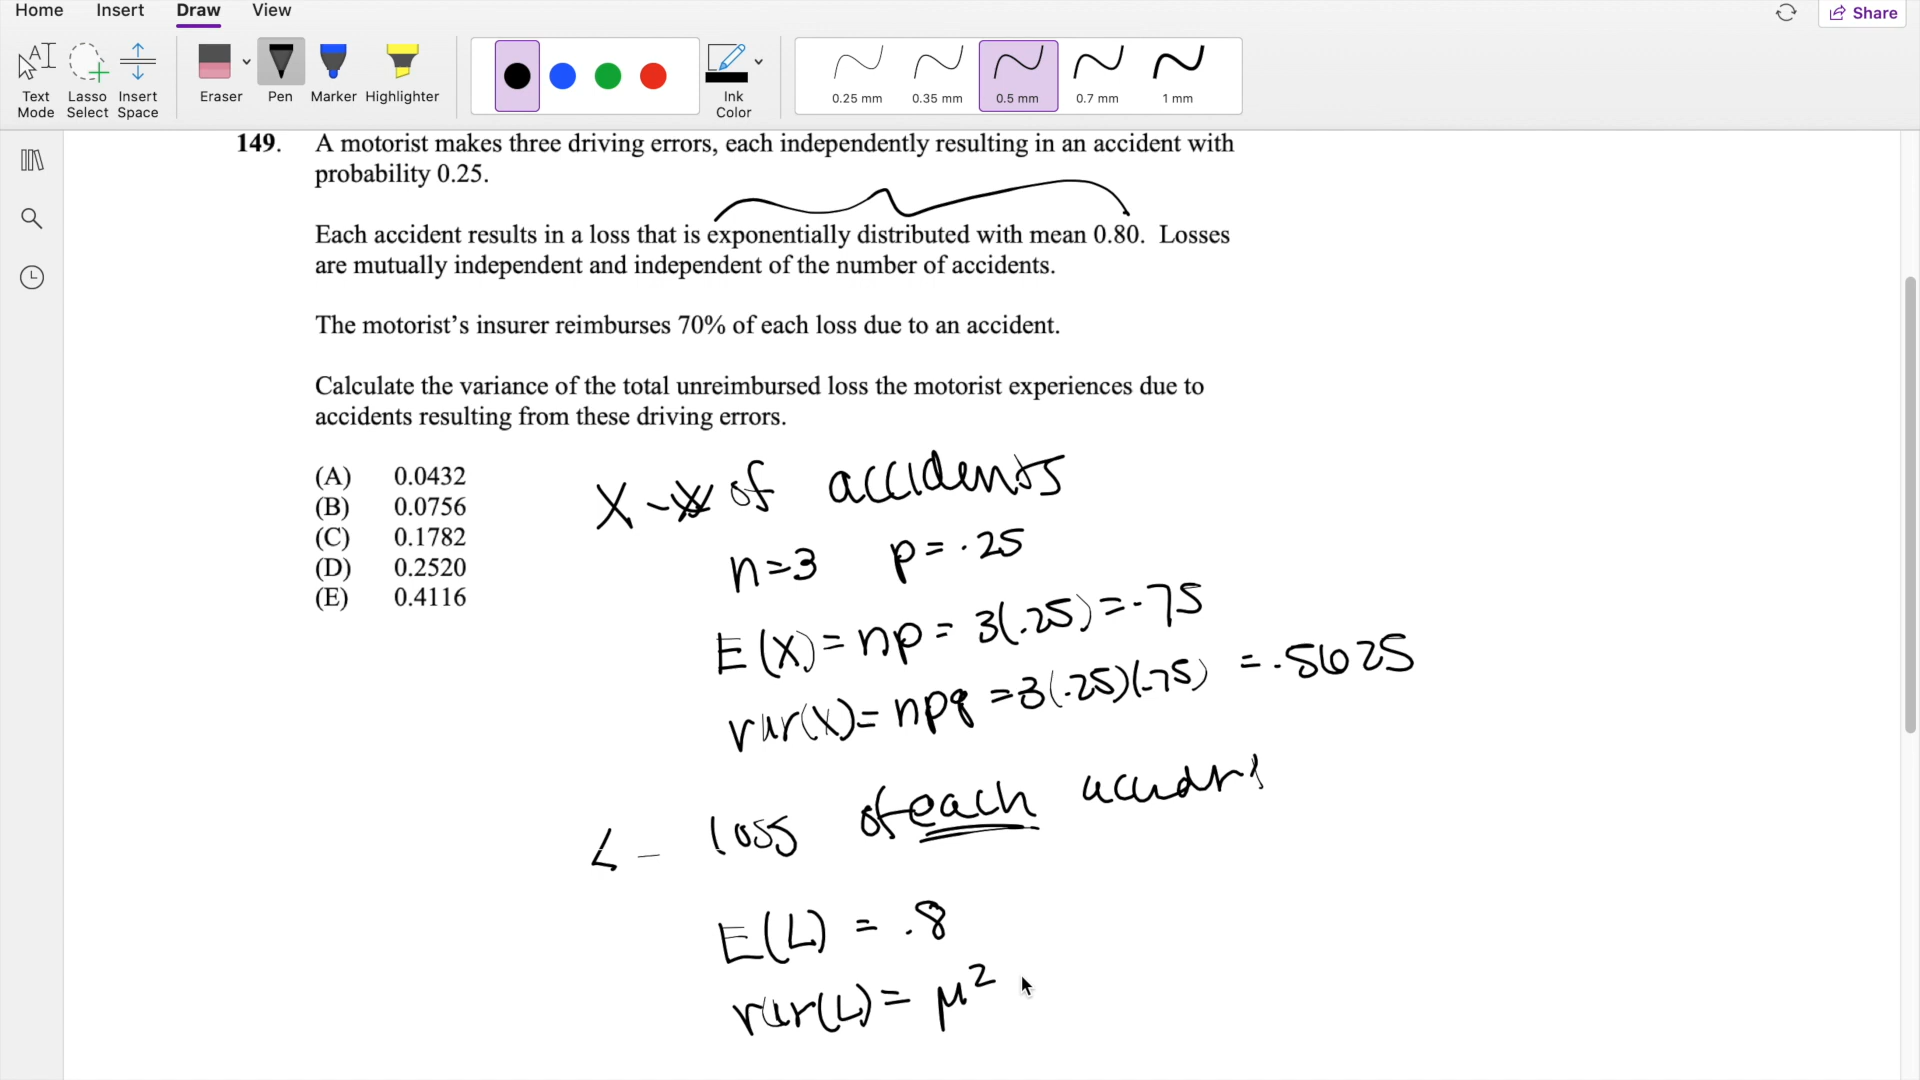 Home Insert Draw View Share
Text Mode Lasso Select Insert Space Eraser Pen Marker Highlighter Ink Color 0.25 mm 0.35 mm 0.5 mm 0.7 mm 1 mm
149. A motorist makes three driving errors, each independently resulting in an accident with
probability 0.25.
Each accident results in a loss that is exponentially distributed with mean 0.80. Losses
are mutually independent and independent of the number of accidents.
The motorist’s insurer reimburses 70% of each loss due to an accident.
Calculate the variance of the total unreimbursed loss the motorist experiences due to
accidents resulting from these driving errors.
(A) 0.0432
(B) 0.0756
(C) 0.1782
(D) 0.2520
(E) 0.4116
X - # of accidents
n=3 p=.25
E(X)=np= 3(.25)=.75
var(X)= npq =3(.25)(.75) =.5625
L - loss of each accident
E(L) = .8
var(L)= μ²